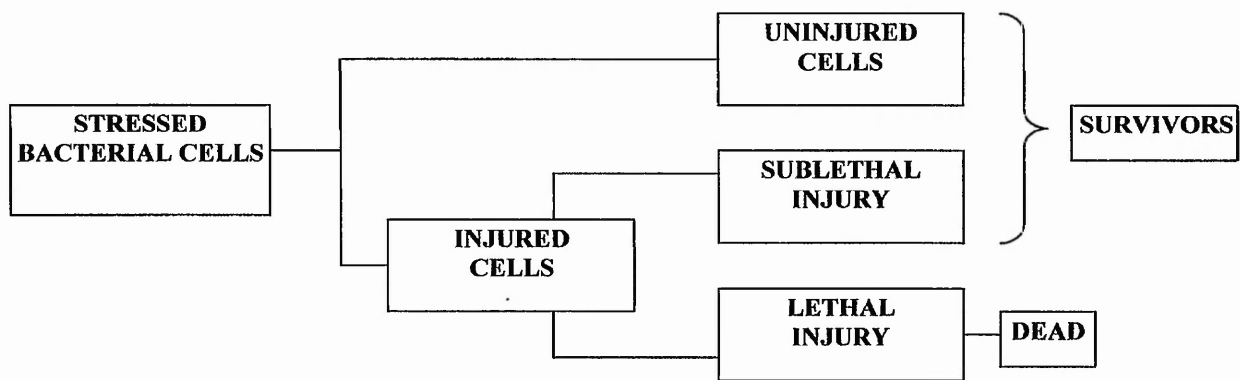 UNINJURED
CELLS
STRESSED
BACTERIAL CELLS
SURVIVORS
SUBLETHAL
INJURY
INJURED
CELLS
LETHAL
INJURY
DEAD